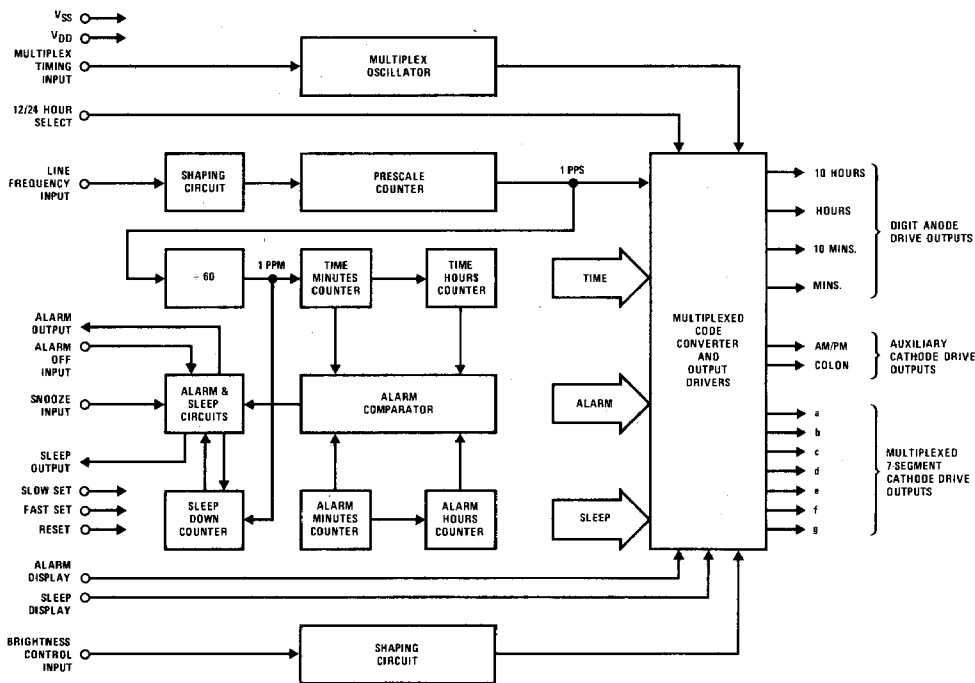 VSS
VDD
MULTIPLEX
TIMING
INPUT
MULTIPLEX
OSCILLATOR
12/24 HOUR
SELECT
LINE
FREQUENCY
INPUT
SHAPING
CIRCUIT
PRESCALE
COUNTER
1 PPS
10 HOURS
HOURS
10 MINS.
MINS.
DIGIT ANODE
DRIVE OUTPUTS
÷ 60
1 PPM
TIME
MINUTES
COUNTER
TIME
HOURS
COUNTER
TIME
MULTIPLEXED
CODE
CONVERTER
AND
OUTPUT
DRIVERS
ALARM
OUTPUT
ALARM
OFF
INPUT
SNOOZE
INPUT
ALARM &
SLEEP
CIRCUITS
ALARM
COMPARATOR
ALARM
AM/PM
COLON
AUXILIARY
CATHODE DRIVE
OUTPUTS
SLEEP
OUTPUT
SLOW SET
FAST SET
RESET
SLEEP
DOWN
COUNTER
ALARM
MINUTES
COUNTER
ALARM
HOURS
COUNTER
SLEEP
a
b
c
d
e
f
g
MULTIPLEXED
7-SEGMENT
CATHODE DRIVE
OUTPUTS
ALARM
DISPLAY
SLEEP
DISPLAY
BRIGHTNESS
CONTROL
INPUT
SHAPING
CIRCUIT